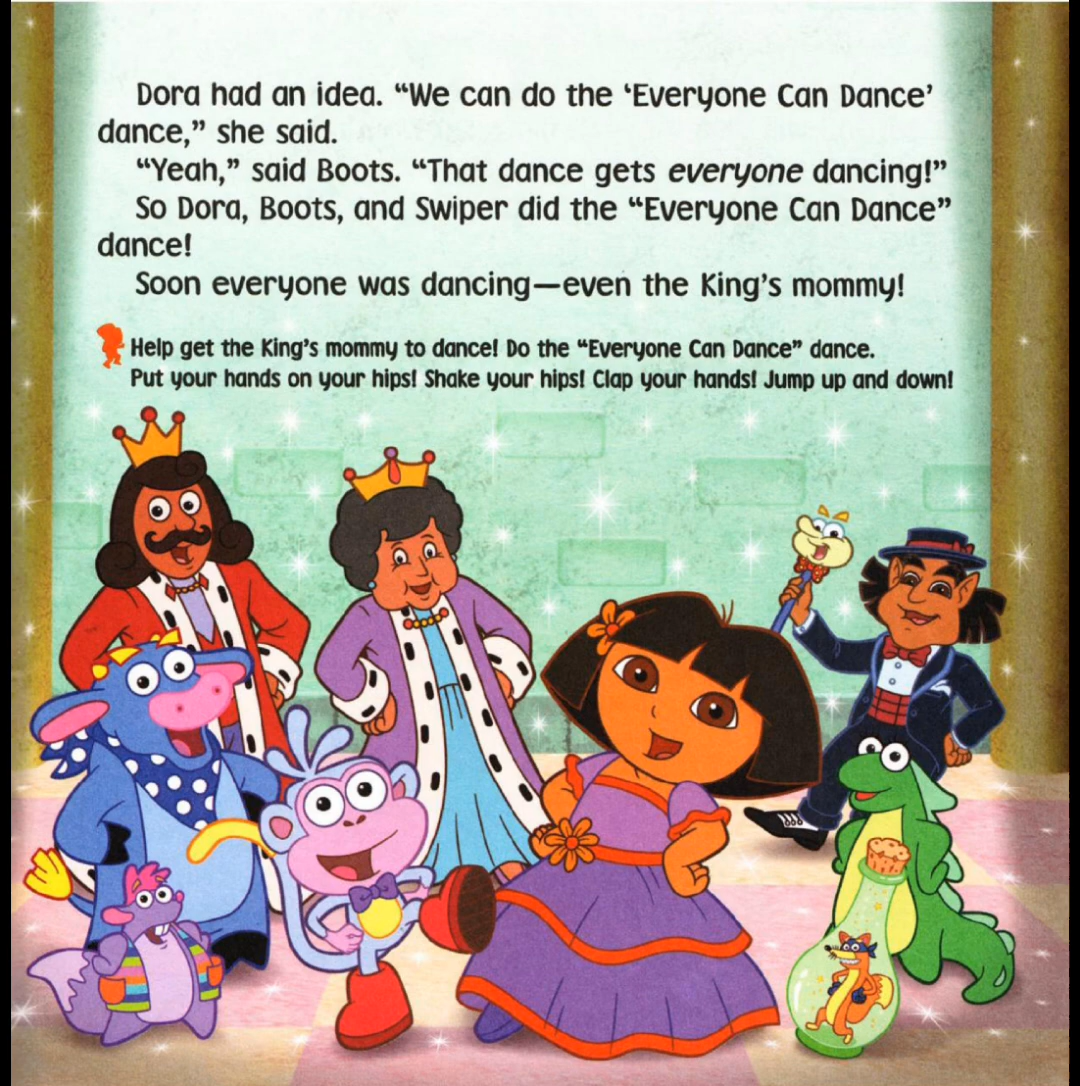 Dora had an idea. “We can do the ‘Everyone Can Dance’
dance,” she said.
“Yeah,” said Boots. “That dance gets everyone dancing!”
So Dora, Boots, and Swiper did the “Everyone Can Dance”
dance!
Soon everyone was dancing—even the King’s mommy!
Help get the King’s mommy to dance! Do the “Everyone Can Dance” dance.
Put your hands on your hips! Shake your hips! Clap your hands! Jump up and down!